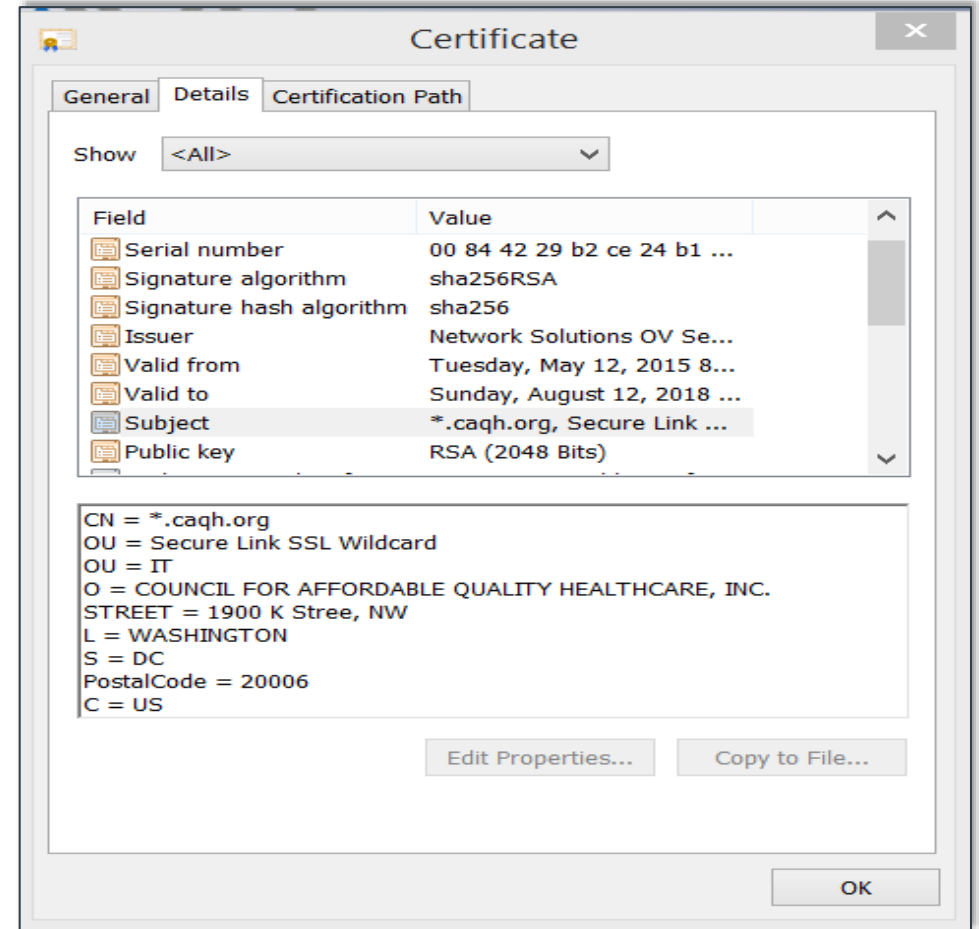 Certificate
General Details Certification Path
Show <All>
Field Value
Serial number 00 84 42 29 b2 ce 24 b1 ...
Signature algorithm sha256RSA
Signature hash algorithm sha256
Issuer Network Solutions OV Se...
Valid from Tuesday, May 12, 2015 8...
Valid to Sunday, August 12, 2018 ...
Subject *.caqh.org, Secure Link ...
Public key RSA (2048 Bits)
CN = *.caqh.org
OU = Secure Link SSL Wildcard
OU = IT
O = COUNCIL FOR AFFORDABLE QUALITY HEALTHCARE, INC.
STREET = 1900 K Stree, NW
L = WASHINGTON
S = DC
PostalCode = 20006
C = US
Edit Properties... Copy to File...
OK